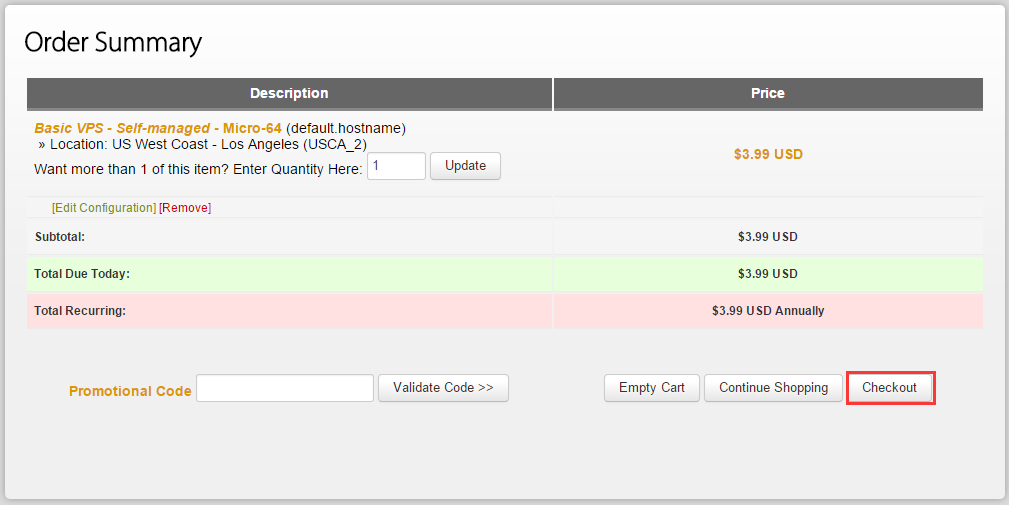 Order Summary
Description Price
Basic VPS - Self-managed - Micro-64 (default.hostname)
» Location: US West Coast - Los Angeles (USCA_2)
$3.99 USD
Want more than 1 of this item? Enter Quantity Here: 1 Update
[Edit Configuration] [Remove]
Subtotal: $3.99 USD
Total Due Today: $3.99 USD
Total Recurring: $3.99 USD Annually
Promotional Code Validate Code >> Empty Cart Continue Shopping Checkout